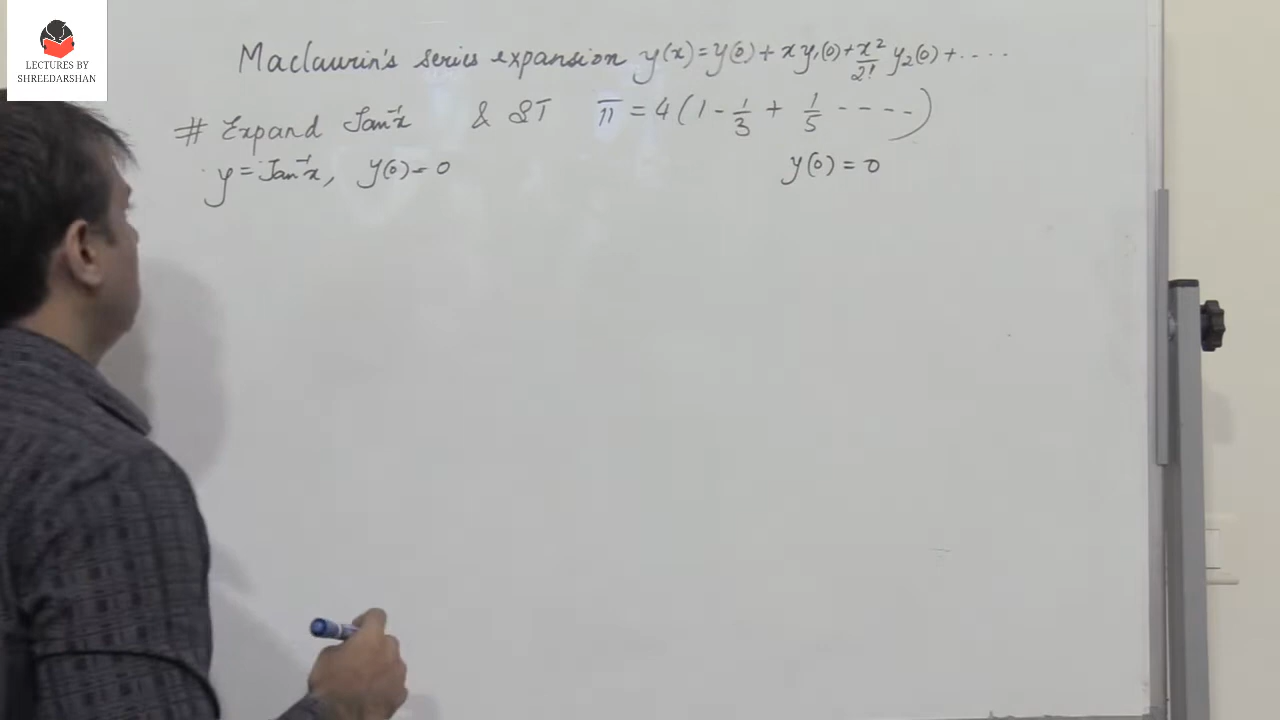 LECTURES BY
SHREEDARSHAN
Maclaurin's series expansion y(x) = y(0) + x y₁(0) + x²/2! y₂(0) + ....
# Expand Tan⁻¹x & ST π = 4(1 - 1/3 + 1/5 ----)
y = Tan⁻¹x, y(0) = 0 y(0) = 0